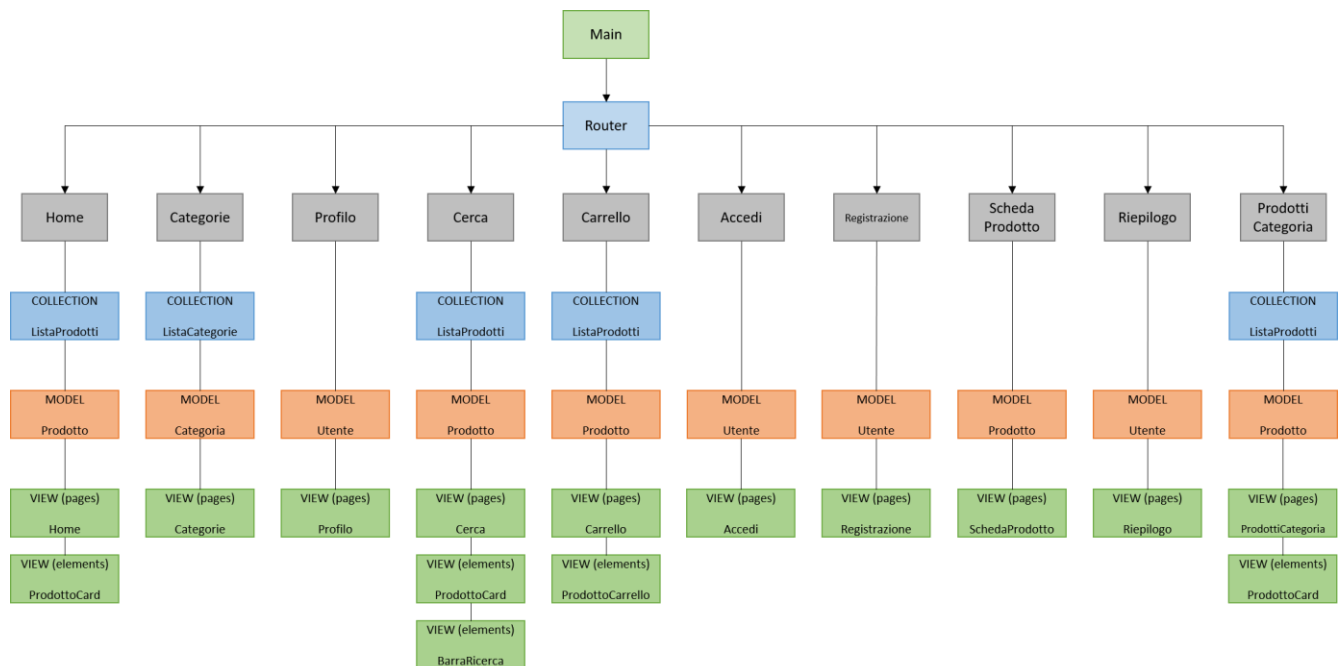 Main
Router
Home
Categorie
Profilo
Cerca
Carrello
Accedi
Registrazione
Scheda
Prodotto
Riepilogo
Prodotti
Categoria
COLLECTION
ListaProdotti
COLLECTION
ListaCategorie
COLLECTION
ListaProdotti
COLLECTION
ListaProdotti
COLLECTION
ListaProdotti
MODEL
Prodotto
MODEL
Categoria
MODEL
Utente
MODEL
Prodotto
MODEL
Prodotto
MODEL
Utente
MODEL
Utente
MODEL
Prodotto
MODEL
Utente
MODEL
Prodotto
VIEW (pages)
Home
VIEW (pages)
Categorie
VIEW (pages)
Profilo
VIEW (pages)
Cerca
VIEW (pages)
Carrello
VIEW (pages)
Accedi
VIEW (pages)
Registrazione
VIEW (pages)
SchedaProdotto
VIEW (pages)
Riepilogo
VIEW (pages)
ProdottiCategoria
VIEW (elements)
ProdottoCard
VIEW (elements)
ProdottoCard
VIEW (elements)
ProdottoCarrello
VIEW (elements)
ProdottoCard
VIEW (elements)
BarraRicerca